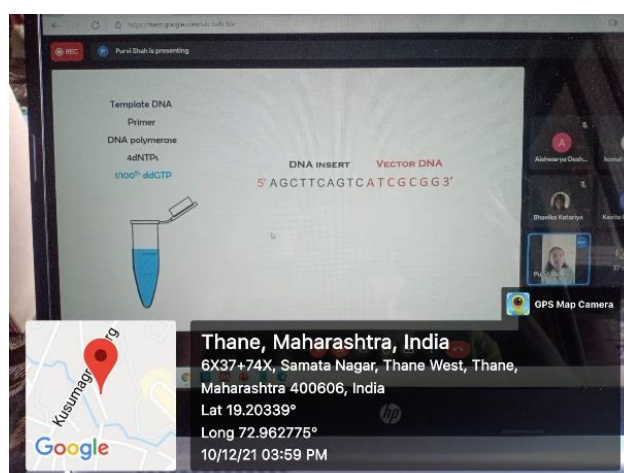 REC
Purvi Shah is presenting
Template DNA
Primer
DNA polymerase
4dNTPs
1/100th ddGTP
DNA INSERT VECTOR DNA
5' AGCTTCAGTCATCGCGG3'
A
Aishwarya Desh...
Bhavika Katariya
GPS Map Camera
Kusumagraj
Google
hp
Thane, Maharashtra, India
6X37+74X, Samata Nagar, Thane West, Thane,
Maharashtra 400606, India
Lat 19.20339°
Long 72.962775°
10/12/21 03:59 PM